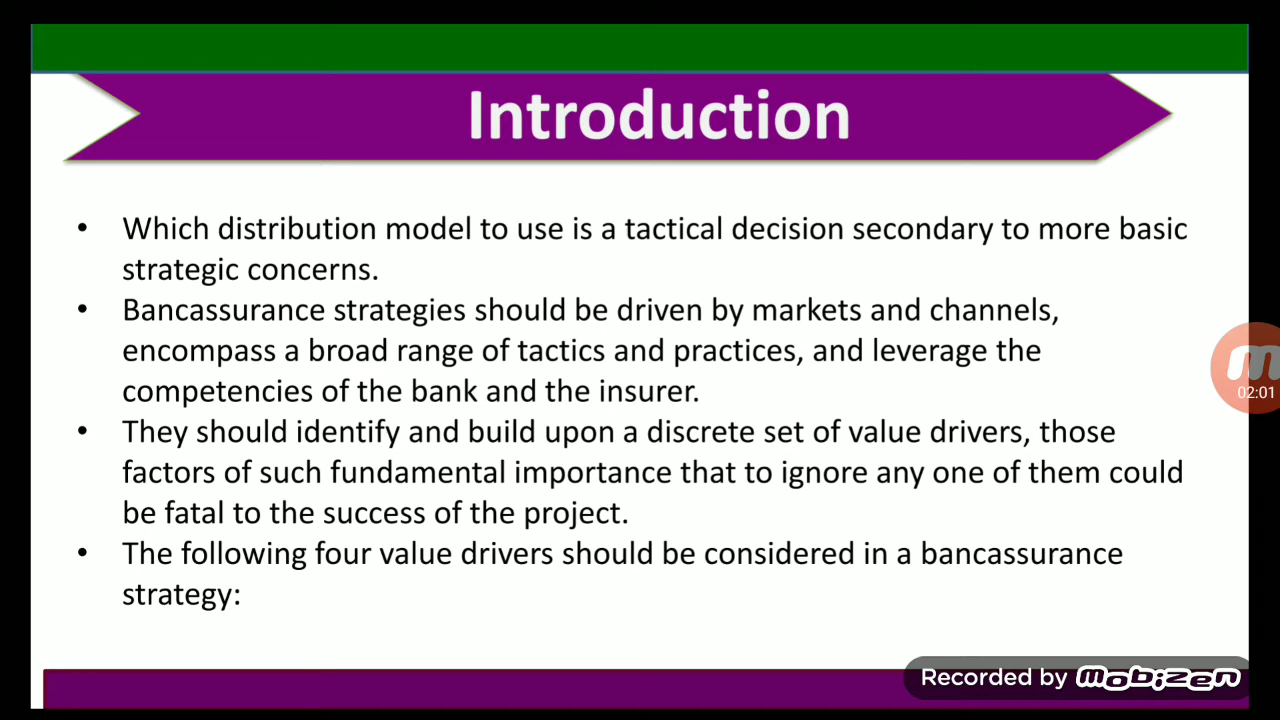 Introduction
• Which distribution model to use is a tactical decision secondary to more basic
strategic concerns.
• Bancassurance strategies should be driven by markets and channels,
encompass a broad range of tactics and practices, and leverage the
competencies of the bank and the insurer.
• They should identify and build upon a discrete set of value drivers, those
factors of such fundamental importance that to ignore any one of them could
be fatal to the success of the project.
• The following four value drivers should be considered in a bancassurance
strategy:
02:01
Recorded by mobizen